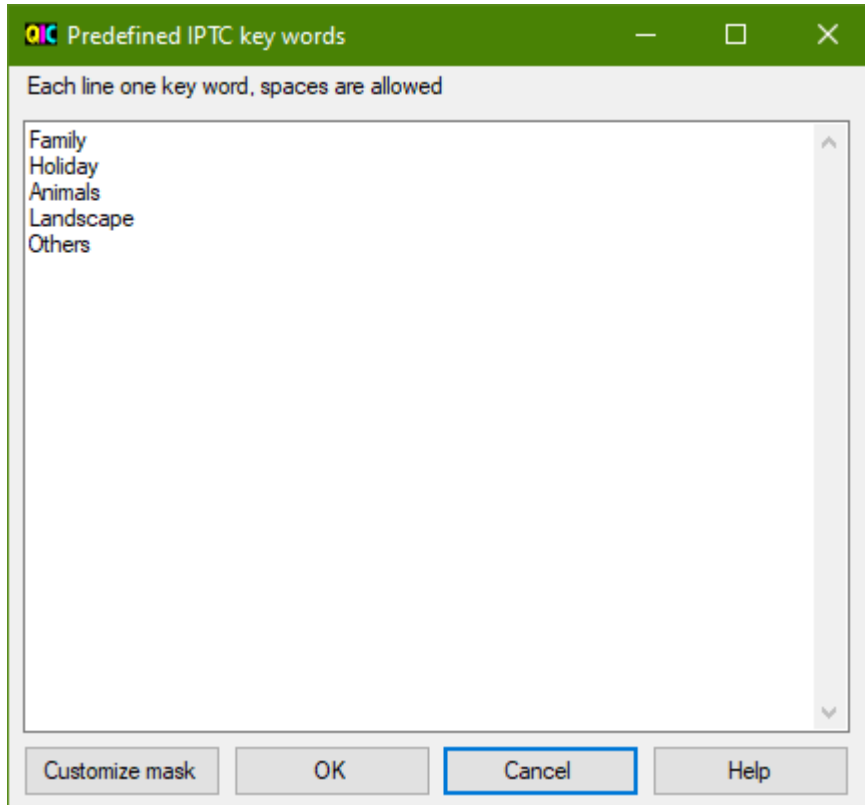 QIC Predefined IPTC key words
Each line one key word, spaces are allowed
Family
Holiday
Animals
Landscape
Others
Customize mask OK Cancel Help